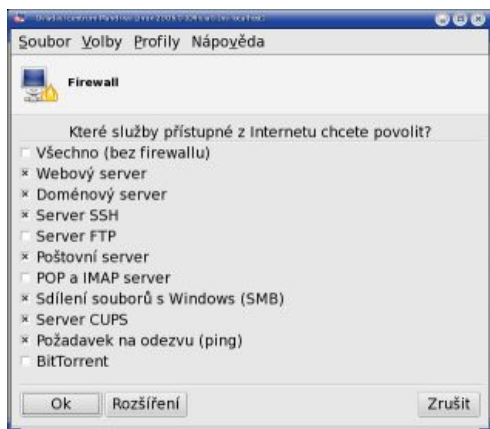 Soubor Volby Profily Nápověda
Firewall
Které služby přístupné z Internetu chcete povolit?
Všechno (bez firewallu)
Webový server
Doménový server
Server SSH
Server FTP
Poštovní server
POP a IMAP server
Sdílení souborů s Windows (SMB)
Server CUPS
Požadavek na odezvu (ping)
BitTorrent
Ok Rozšíření Zrušit